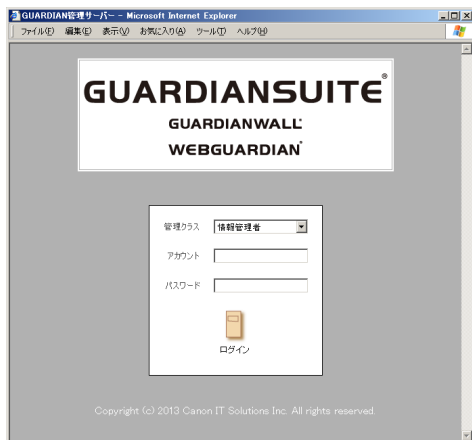 GUARDIAN管理サーバー - Microsoft Internet Explorer
ファイル(F) 編集(E) 表示(V) お気に入り(A) ツール(T) ヘルプ(H)
GUARDIANSUITE®
GUARDIANWALL
WEBGUARDIAN
管理クラス 情報管理者
アカウント
パスワード
ログイン
Copyright (c) 2013 Canon IT Solutions Inc. All rights reserved.